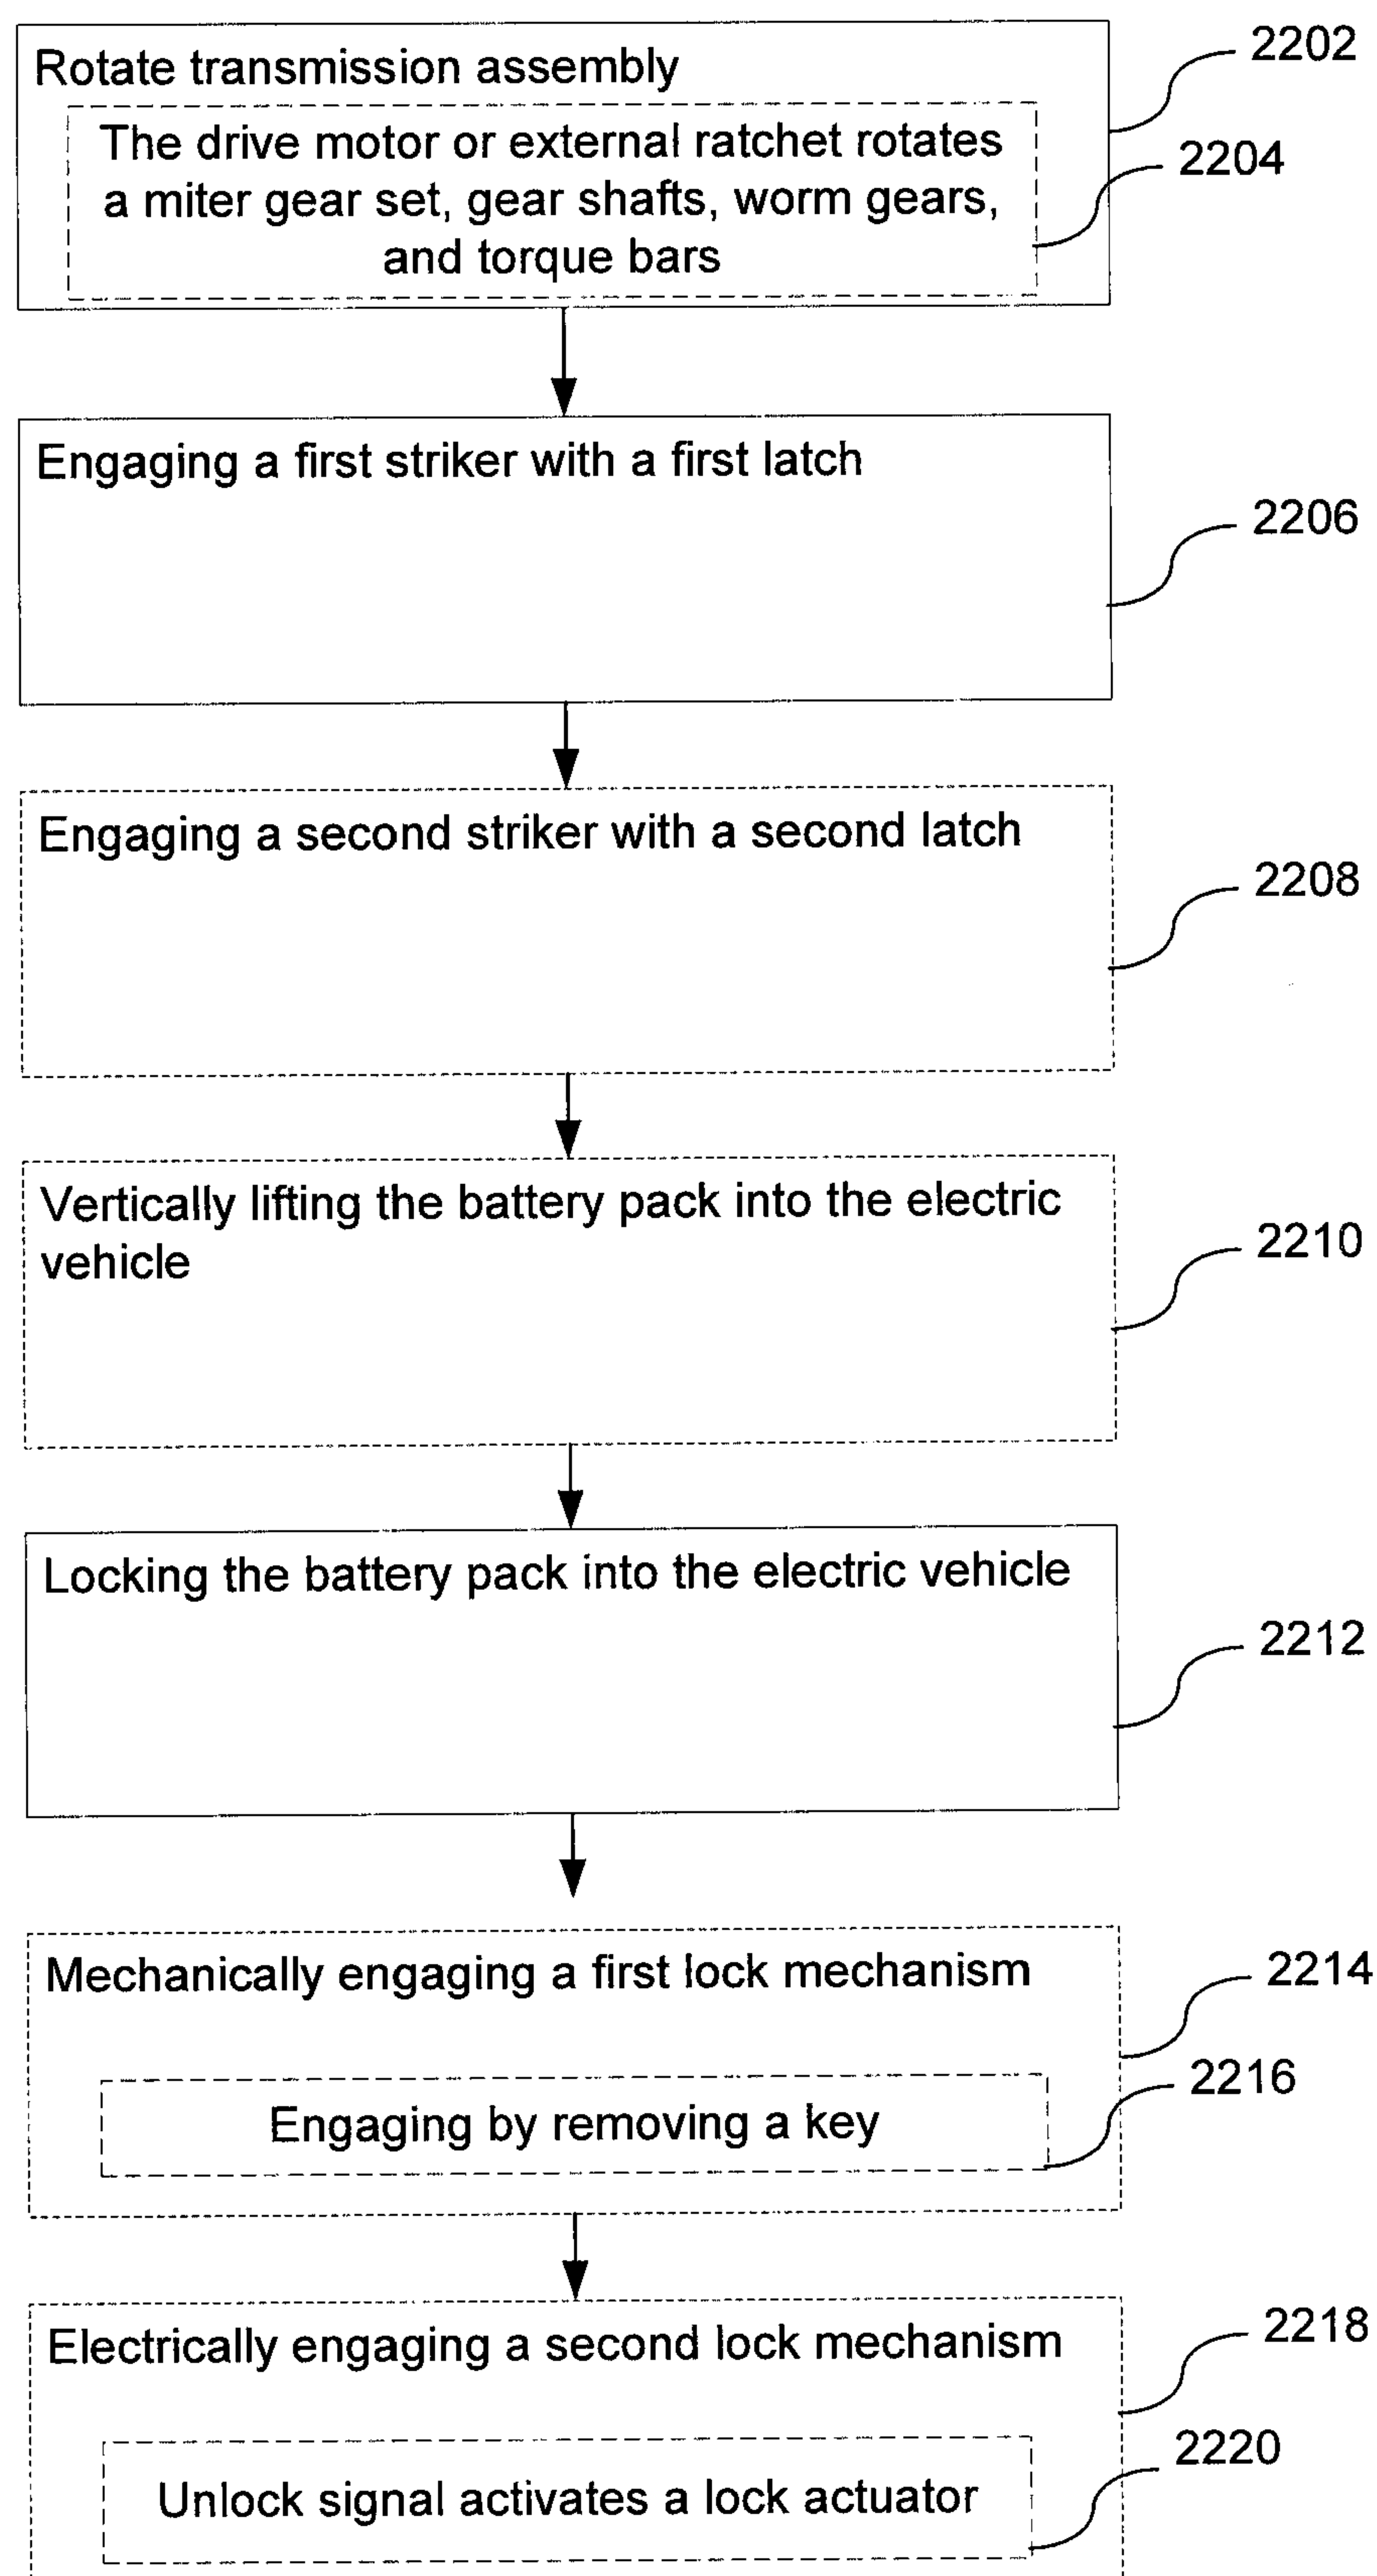 Rotate transmission assembly
2202
The drive motor or external ratchet rotates
a miter gear set, gear shafts, worm gears,
and torque bars
2204
Engaging a first striker with a first latch
2206
Engaging a second striker with a second latch
2208
Vertically lifting the battery pack into the electric
vehicle
2210
Locking the battery pack into the electric vehicle
2212
Mechanically engaging a first lock mechanism
2214
Engaging by removing a key
2216
Electrically engaging a second lock mechanism
2218
Unlock signal activates a lock actuator
2220